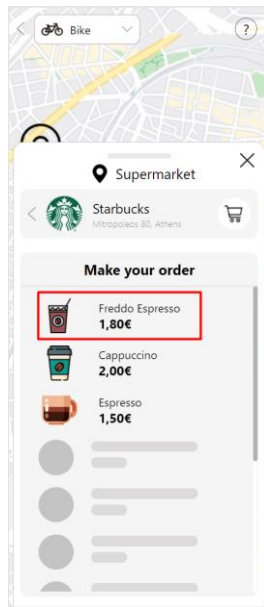 Bike
?
Supermarket
Starbucks
Mitropoleos 80, Athens
Make your order
Freddo Espresso
1,80€
Cappuccino
2,00€
Espresso
1,50€